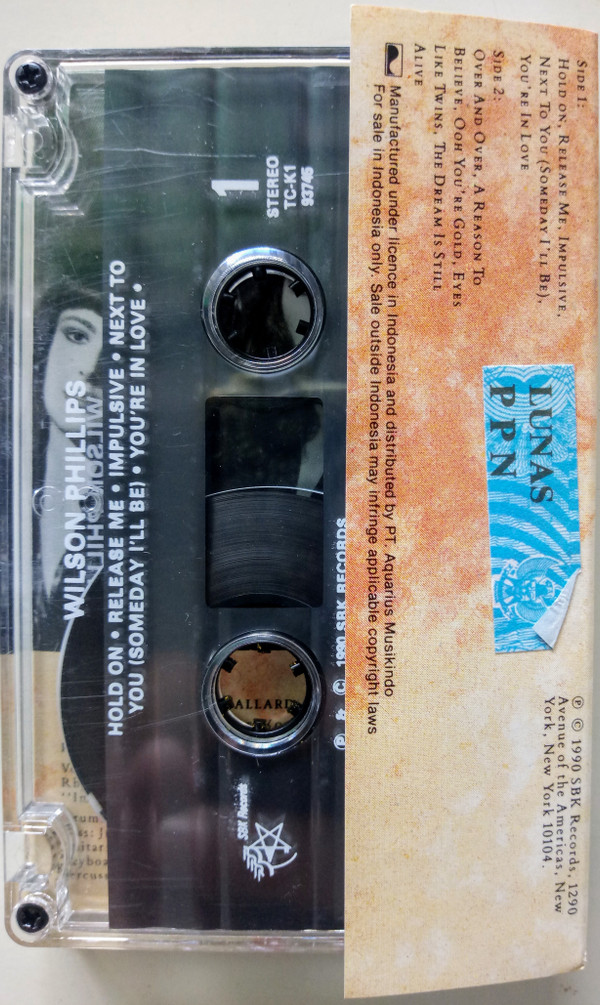 SIDE 1:
HOLD ON, RELEASE ME, IMPULSIVE,
NEXT TO YOU (SOMEDAY I'LL BE),
YOU'RE IN LOVE
SIDE 2:
OVER AND OVER, A REASON TO
BELIEVE, OOH YOU'RE GOLD, EYES
LIKE TWINS, THE DREAM IS STILL
ALIVE
Manufactured under licence in Indonesia and distributed by PT. Aquarius Musikindo
For sale in Indonesia only. Sale outside Indonesia may infringe applicable copyright laws
LUNAS
PPN
℗ © 1990 SBK RECORDS, 1290
AVENUE OF THE AMERICAS, NEW
YORK, NEW YORK 10104.
WILSON PHILLIPS
HOLD ON • RELEASE ME • IMPULSIVE • NEXT TO
YOU (SOMEDAY I'LL BE) • YOU'RE IN LOVE •
1
STEREO
TC-K1
93745
℗ & © 1990 SBK RECORDS
SBK Records